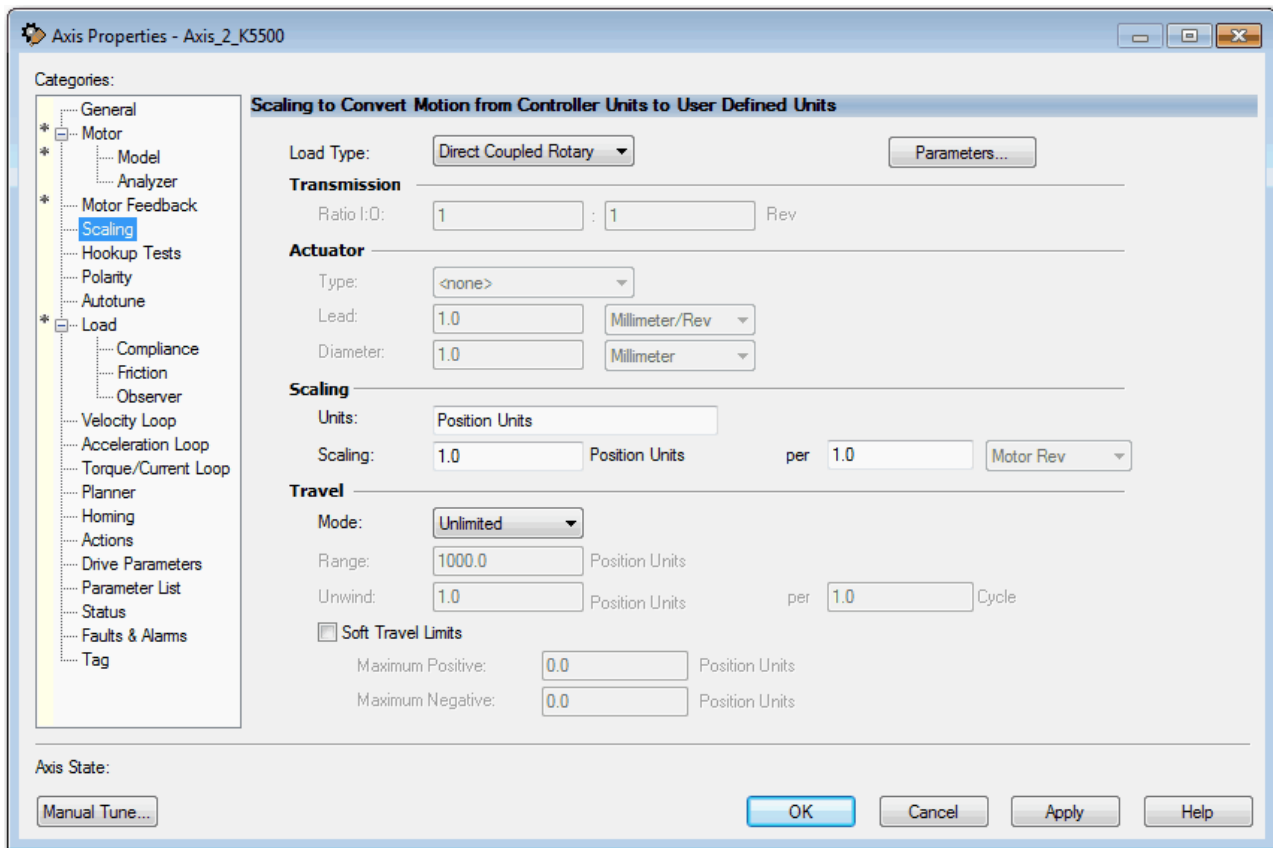 Axis Properties - Axis_2_K5500
Categories:
General
* Motor
* Model
Analyzer
* Motor Feedback
Scaling
Hookup Tests
Polarity
Autotune
* Load
Compliance
Friction
Observer
Velocity Loop
Acceleration Loop
Torque/Current Loop
Planner
Homing
Actions
Drive Parameters
Parameter List
Status
Faults & Alarms
Tag
Scaling to Convert Motion from Controller Units to User Defined Units
Load Type: Direct Coupled Rotary Parameters...
Transmission
Ratio I:O: 1 : 1 Rev
Actuator
Type: <none>
Lead: 1.0 Millimeter/Rev
Diameter: 1.0 Millimeter
Scaling
Units: Position Units
Scaling: 1.0 Position Units per 1.0 Motor Rev
Travel
Mode: Unlimited
Range: 1000.0 Position Units
Unwind: 1.0 Position Units per 1.0 Cycle
Soft Travel Limits
Maximum Positive: 0.0 Position Units
Maximum Negative: 0.0 Position Units
Axis State:
Manual Tune... OK Cancel Apply Help